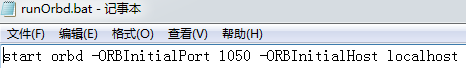 runOrbd.bat - 记事本
文件(F) 编辑(E) 格式(O) 查看(V) 帮助(H)
start orbd -ORBInitialPort 1050 -ORBInitialHost localhost